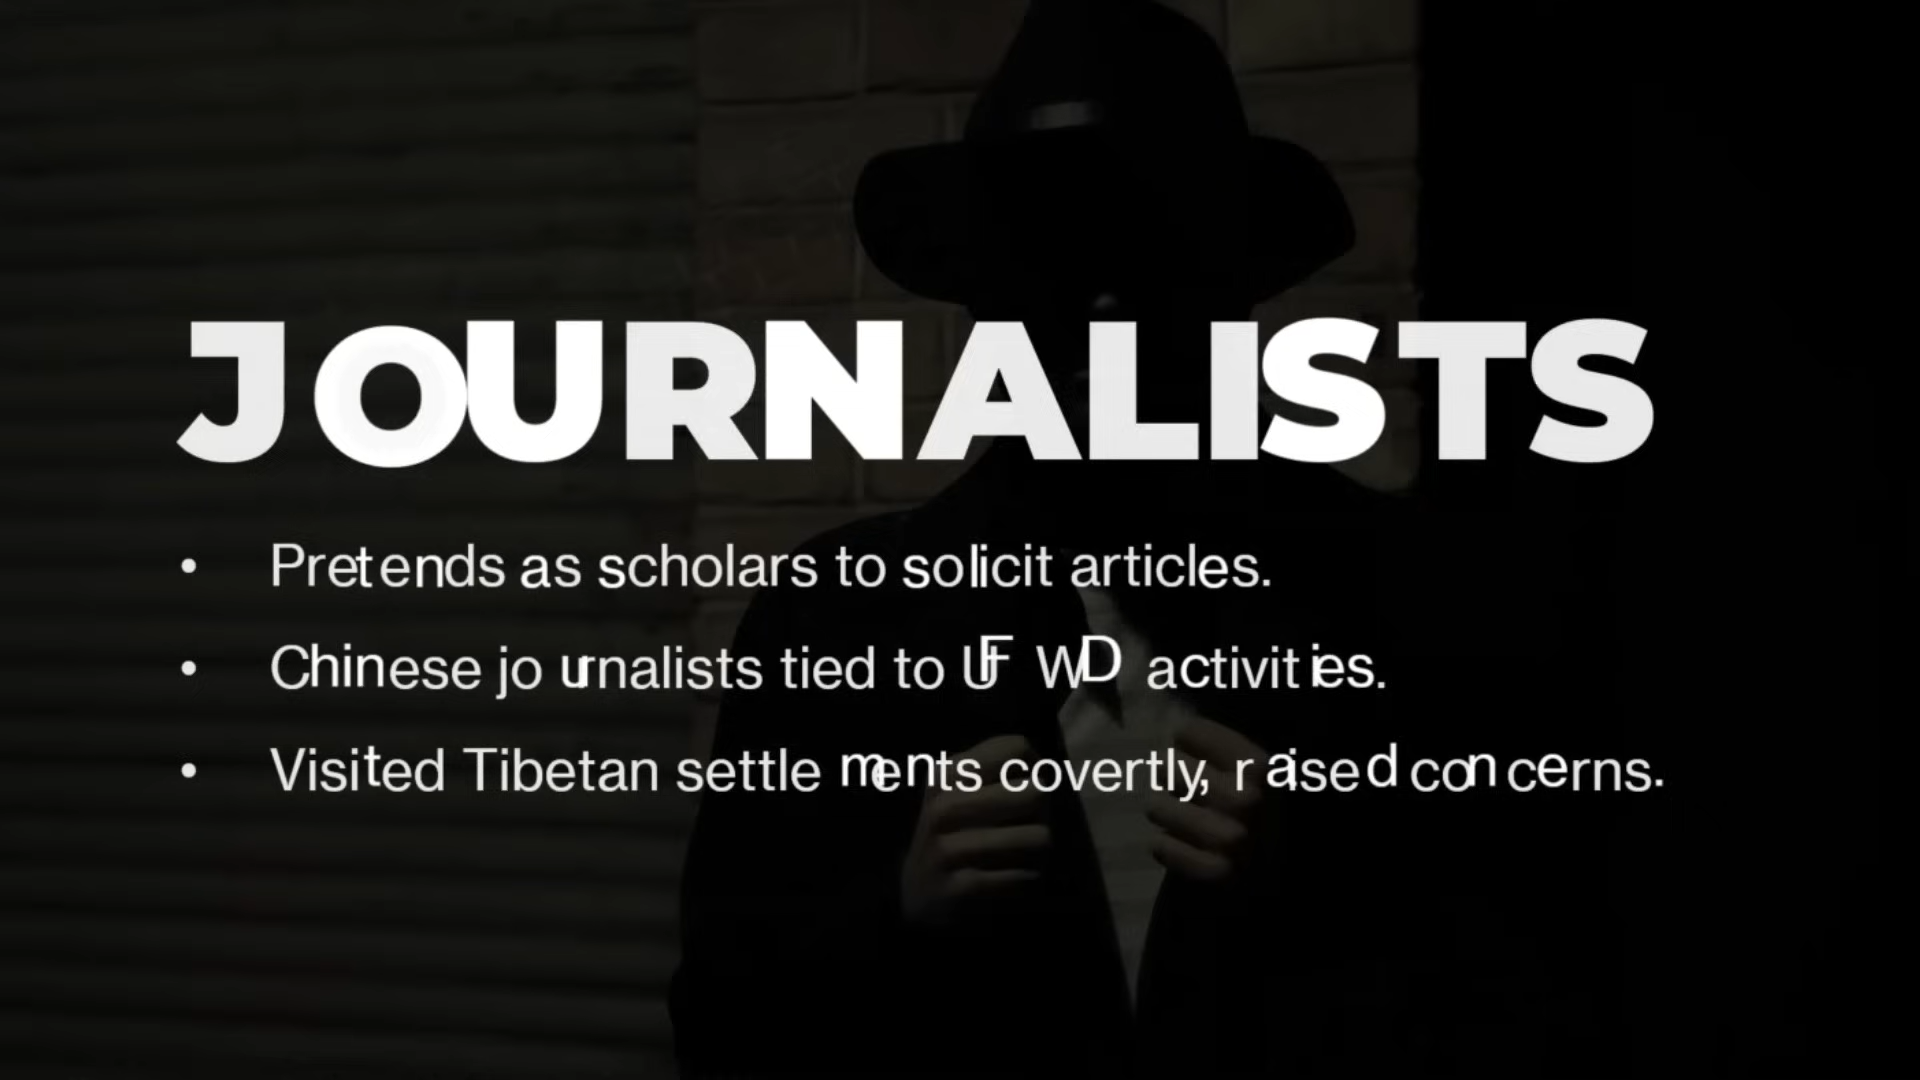 JOURNALISTS
• Pretends as scholars to solicit articles.
• Chinese journalists tied to UFWD activities.
• Visited Tibetan settlements covertly, raised concerns.